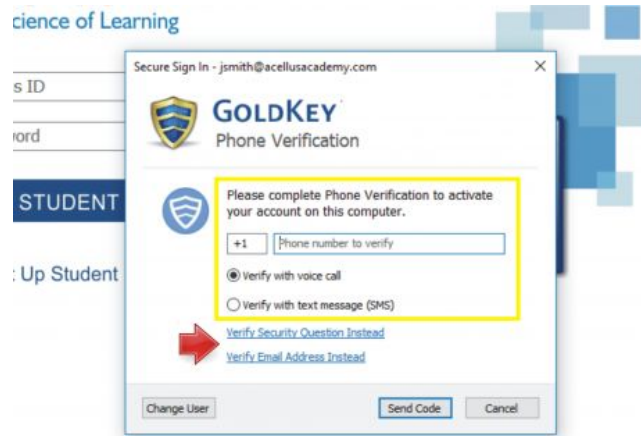 cience of Learning
Secure Sign In - jsmith@acellusacademy.com
s ID
GOLDKEY
Phone Verification
ord
STUDENT
Please complete Phone Verification to activate
your account on this computer.
+1 Phone number to verify
Verify with voice call
Up Student
Verify with text message (SMS)
Verify Security Question Instead
Verify Email Address Instead
Change User Send Code Cancel